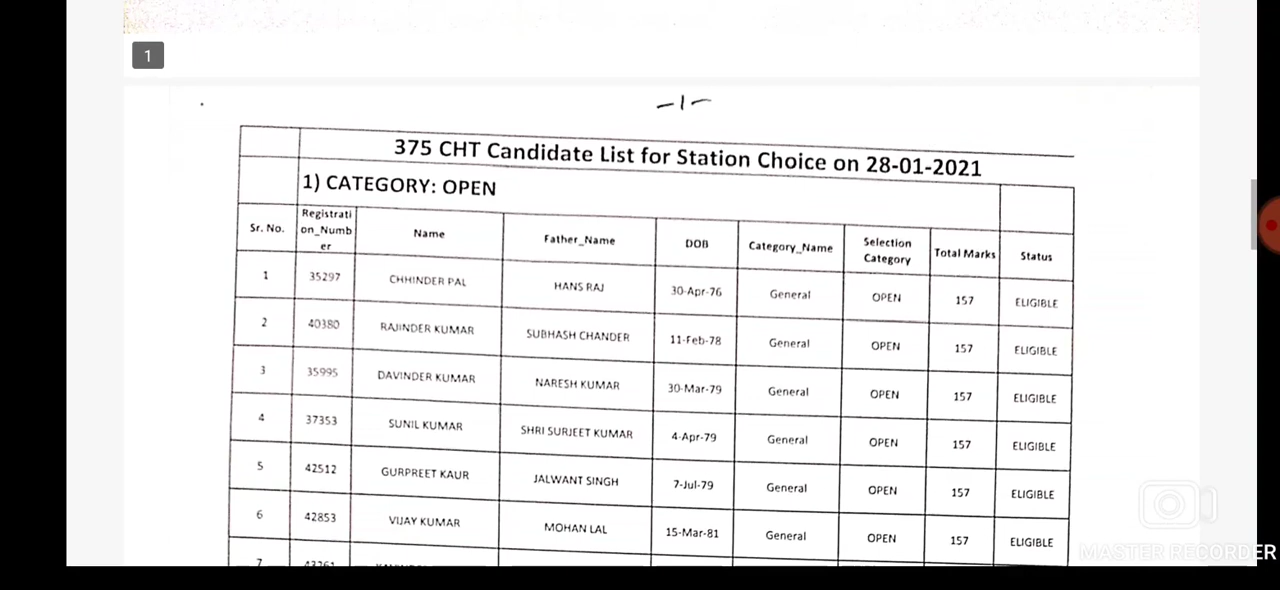 1
-1-
375 CHT Candidate List for Station Choice on 28-01-2021
1) CATEGORY: OPEN
Sr. No. Registrati on_Numb er Name Father_Name DOB Category_Name Selection Category Total Marks Status
1 35297 CHHINDER PAL HANS RAJ 30-Apr-76 General OPEN 157 ELIGIBLE
2 40380 RAJINDER KUMAR SUBHASH CHANDER 11-Feb-78 General OPEN 157 ELIGIBLE
3 35995 DAVINDER KUMAR NARESH KUMAR 30-Mar-79 General OPEN 157 ELIGIBLE
4 37353 SUNIL KUMAR SHRI SURJEET KUMAR 4-Apr-79 General OPEN 157 ELIGIBLE
5 42512 GURPREET KAUR JALWANT SINGH 7-Jul-79 General OPEN 157 ELIGIBLE
6 42853 VIJAY KUMAR MOHAN LAL 15-Mar-81 General OPEN 157 ELIGIBLE
7
MASTER RECORDER